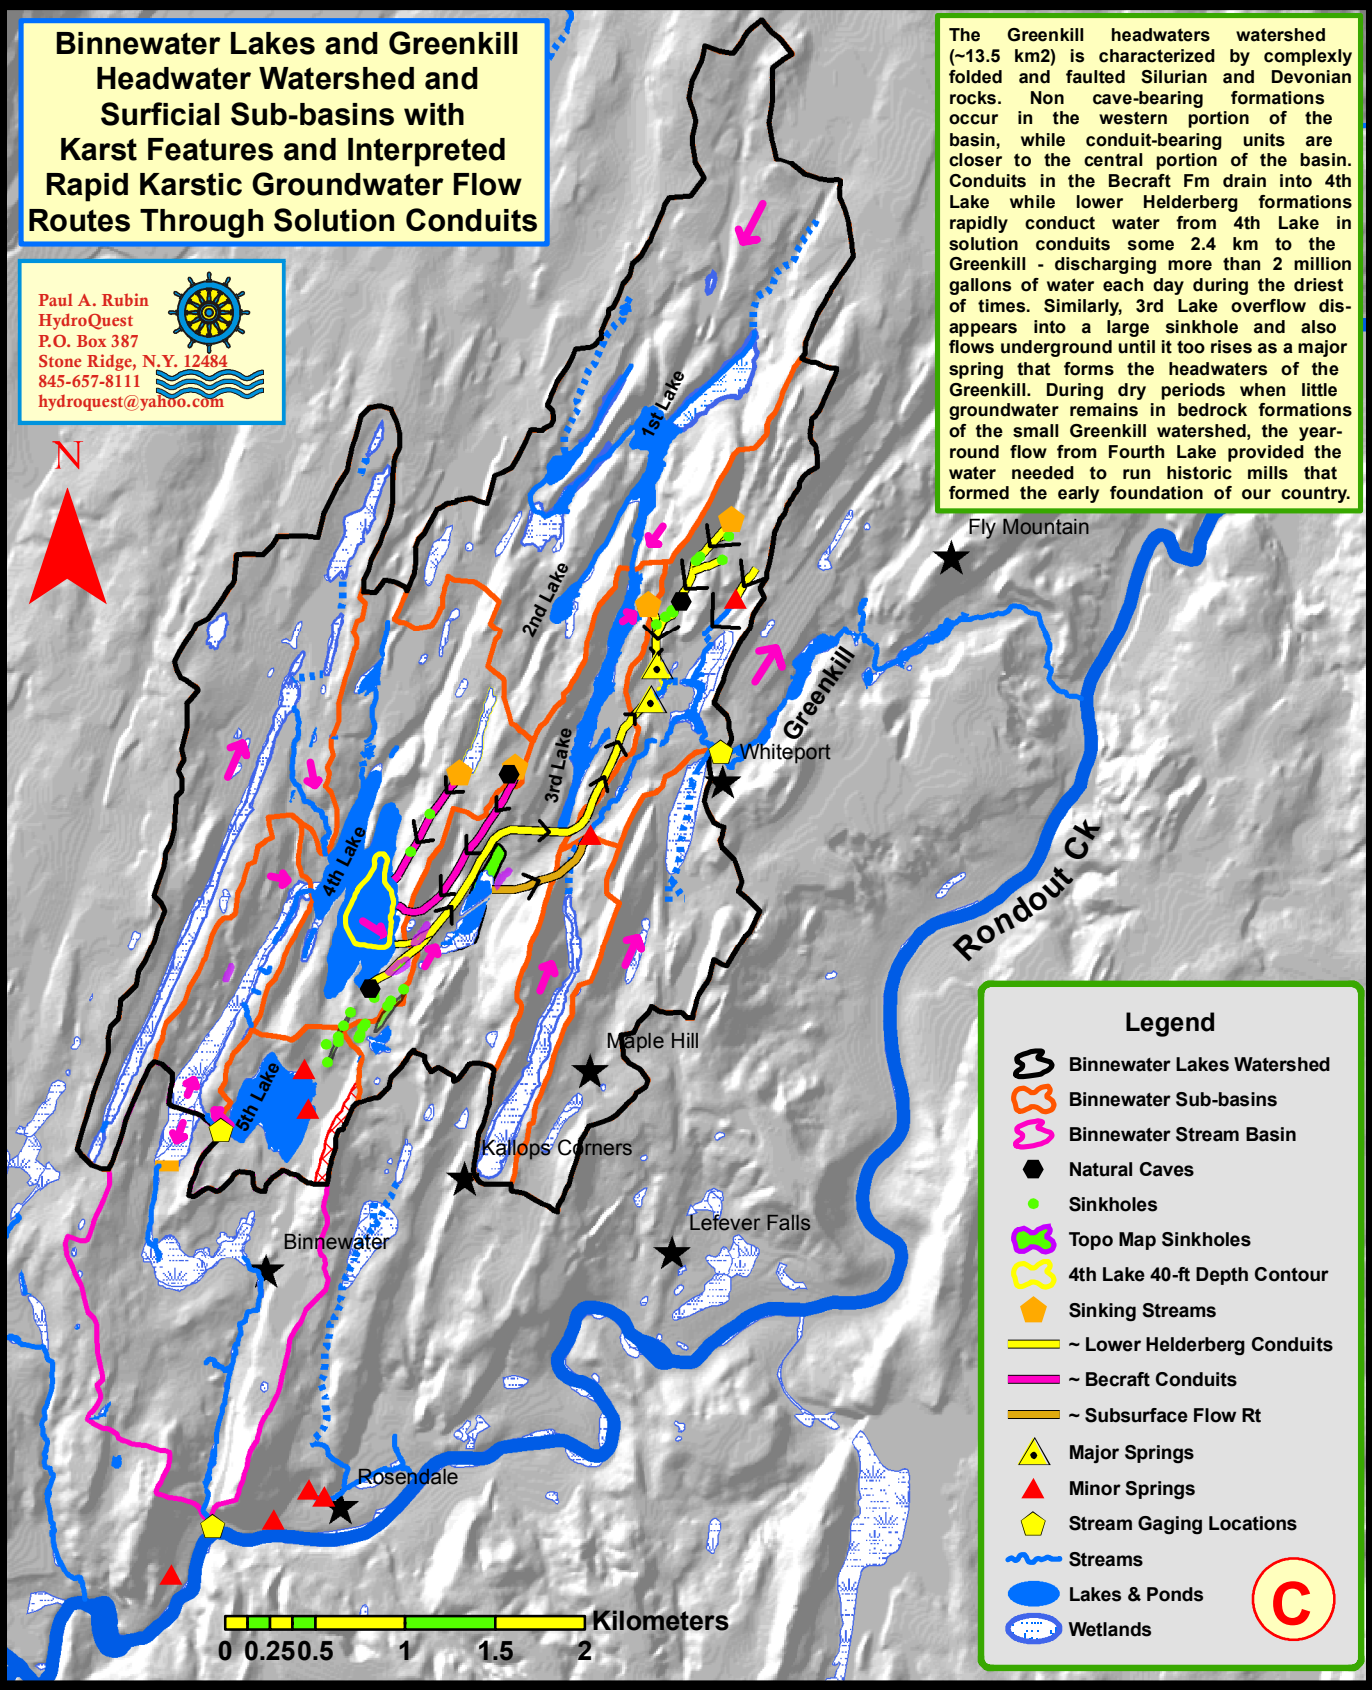 Binnewater Lakes and Greenkill
Headwater Watershed and
Surficial Sub-basins with
Karst Features and Interpreted
Rapid Karstic Groundwater Flow
Routes Through Solution Conduits
Paul A. Rubin
HydroQuest
P.O. Box 387
Stone Ridge, N.Y. 12484
845-657-8111
hydroquest@yahoo.com
N
The Greenkill headwaters watershed
(~13.5 km2) is characterized by complexly
folded and faulted Silurian and Devonian
rocks. Non cave-bearing formations
occur in the western portion of the
basin, while conduit-bearing units are
closer to the central portion of the basin.
Conduits in the Becraft Fm drain into 4th
Lake while lower Helderberg formations
rapidly conduct water from 4th Lake in
solution conduits some 2.4 km to the
Greenkill - discharging more than 2 million
gallons of water each day during the driest
of times. Similarly, 3rd Lake overflow dis-
appears into a large sinkhole and also
flows underground until it too rises as a major
spring that forms the headwaters of the
Greenkill. During dry periods when little
groundwater remains in bedrock formations
of the small Greenkill watershed, the year-
round flow from Fourth Lake provided the
water needed to run historic mills that
formed the early foundation of our country.
1st Lake
2nd Lake
3rd Lake
4th Lake
5th Lake
Fly Mountain
Greenkill
Whiteport
Rondout Ck
Maple Hill
Kallops Corners
Lefever Falls
Binnewater
Rosendale
Legend
Binnewater Lakes Watershed
Binnewater Sub-basins
Binnewater Stream Basin
Natural Caves
Sinkholes
Topo Map Sinkholes
4th Lake 40-ft Depth Contour
Sinking Streams
~ Lower Helderberg Conduits
~ Becraft Conduits
~ Subsurface Flow Rt
Major Springs
Minor Springs
Stream Gaging Locations
Streams
Lakes & Ponds
Wetlands
C
Kilometers
0 0.25 0.5 1 1.5 2